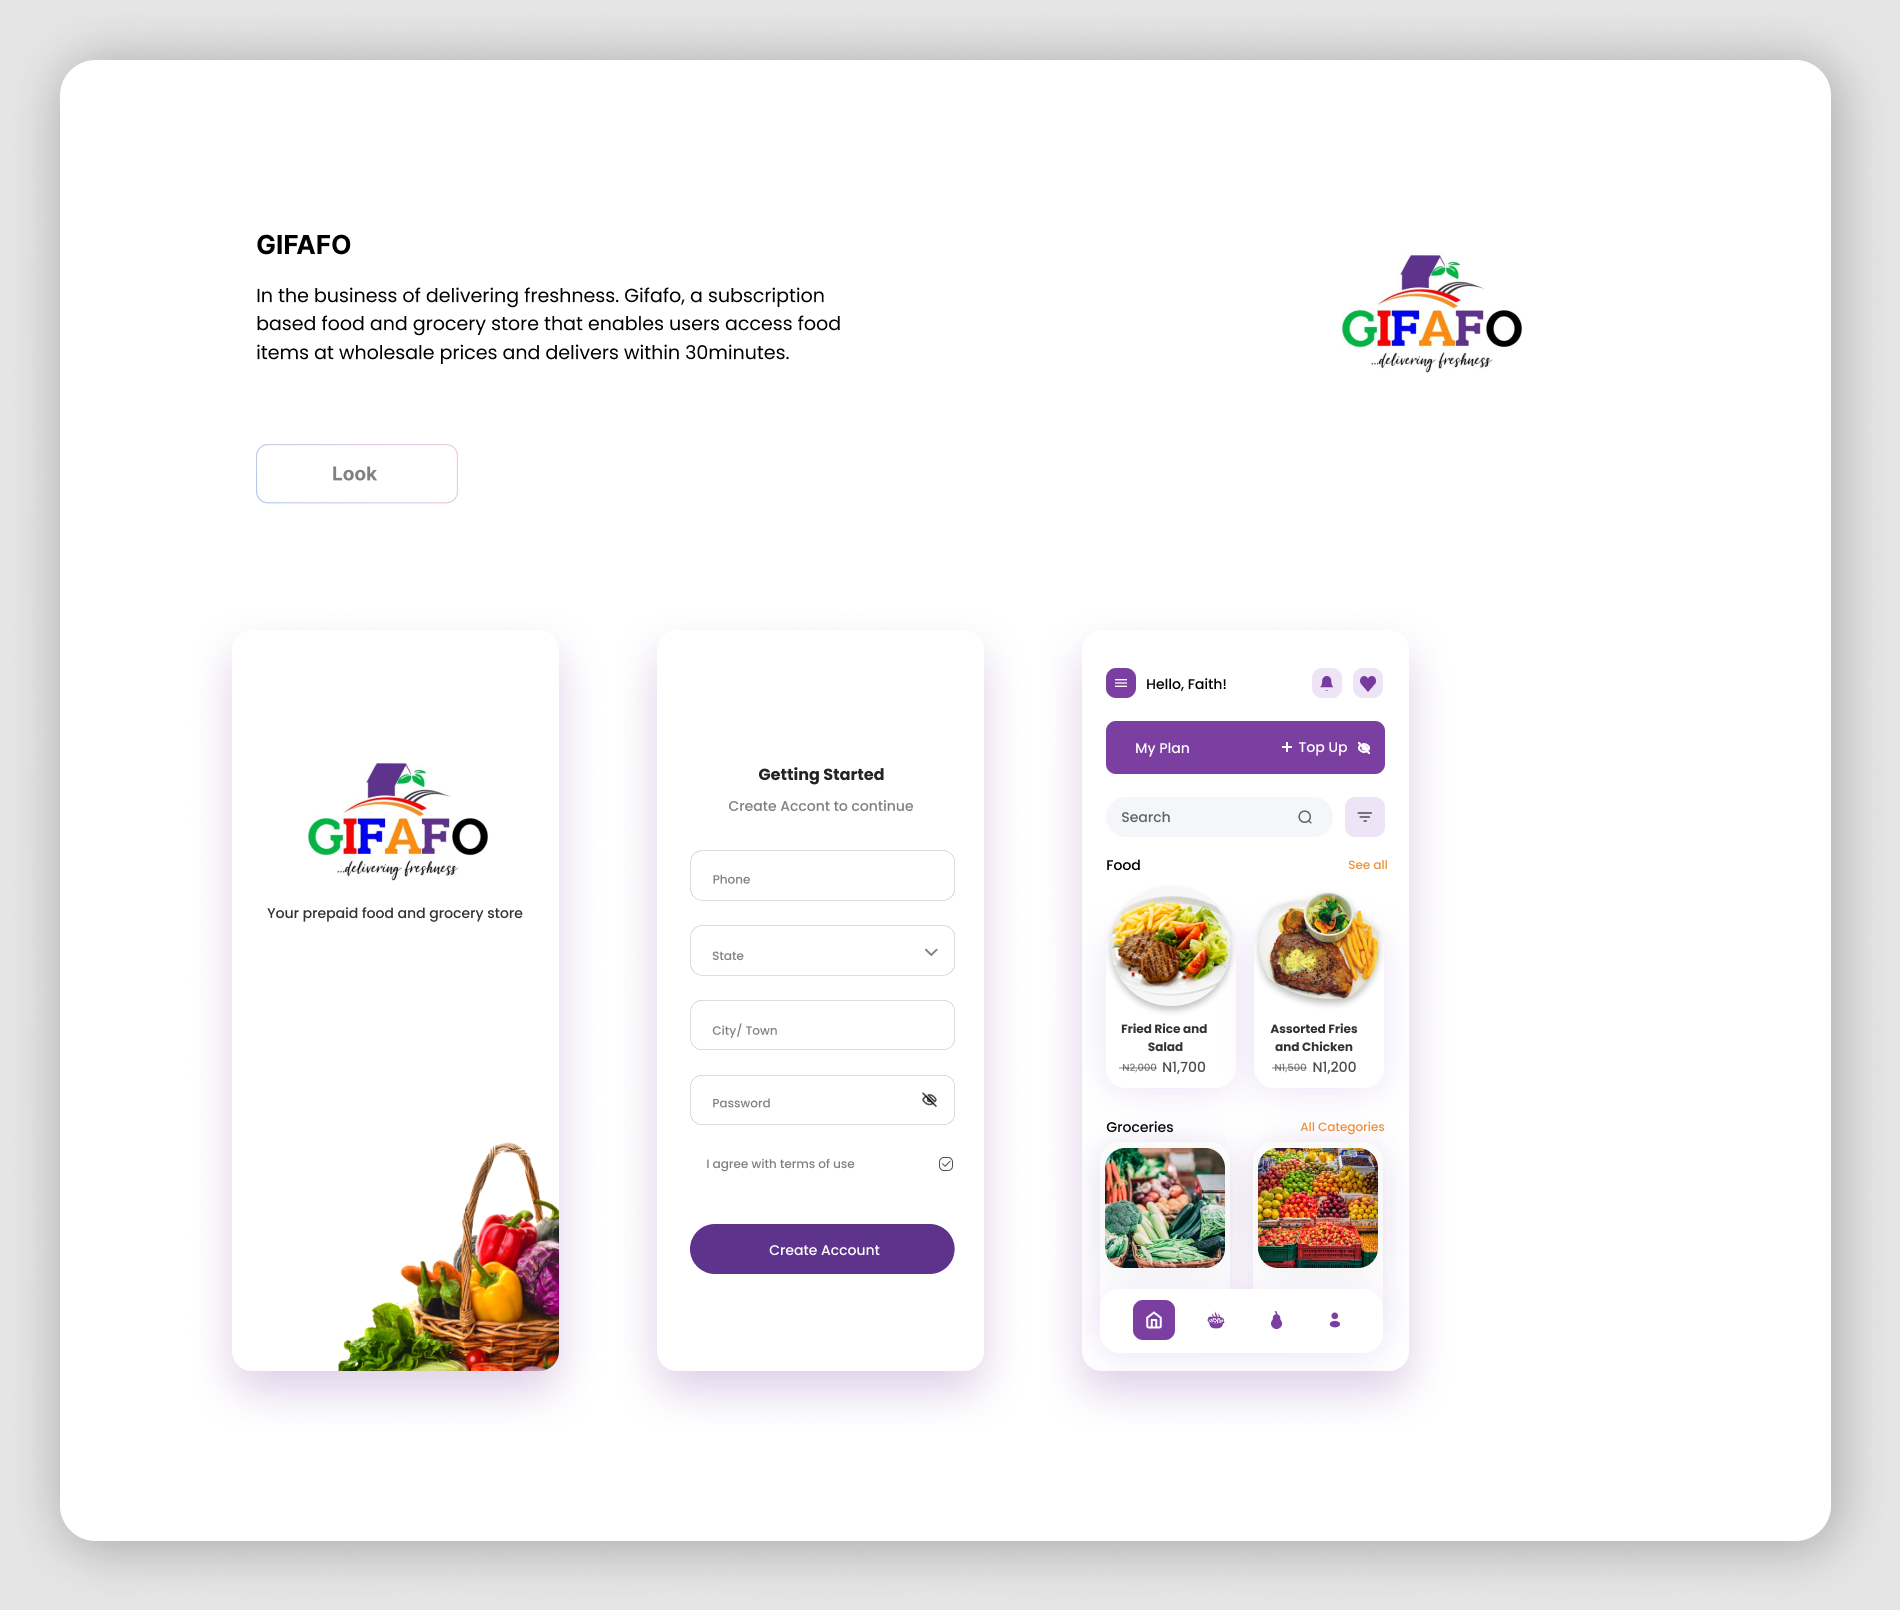 GIFAFO
In the business of delivering freshness. Gifafo, a subscription
based food and grocery store that enables users access food
items at wholesale prices and delivers within 30minutes.
GIFAFO
...delivering freshness
Look
GIFAFO
...delivering freshness
Your prepaid food and grocery store
Getting Started
Create Accont to continue
Phone
State
City/ Town
Password
I agree with terms of use
Create Account
Hello, Faith!
My Plan
+ Top Up
Search
Food
See all
Fried Rice and
Salad
N2,000 N1,700
Assorted Fries
and Chicken
N1,500 N1,200
Groceries
All Categories